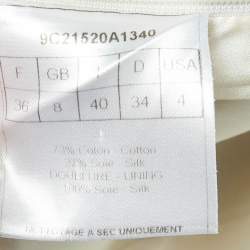 9C21520A1349
F GB I D USA
36 8 40 34 4
Coton - Cotton
Soie - Silk
DOUBLURE - LINING
100% Soie - Silk
NETTOYAGE A SEC UNIQUEMENT